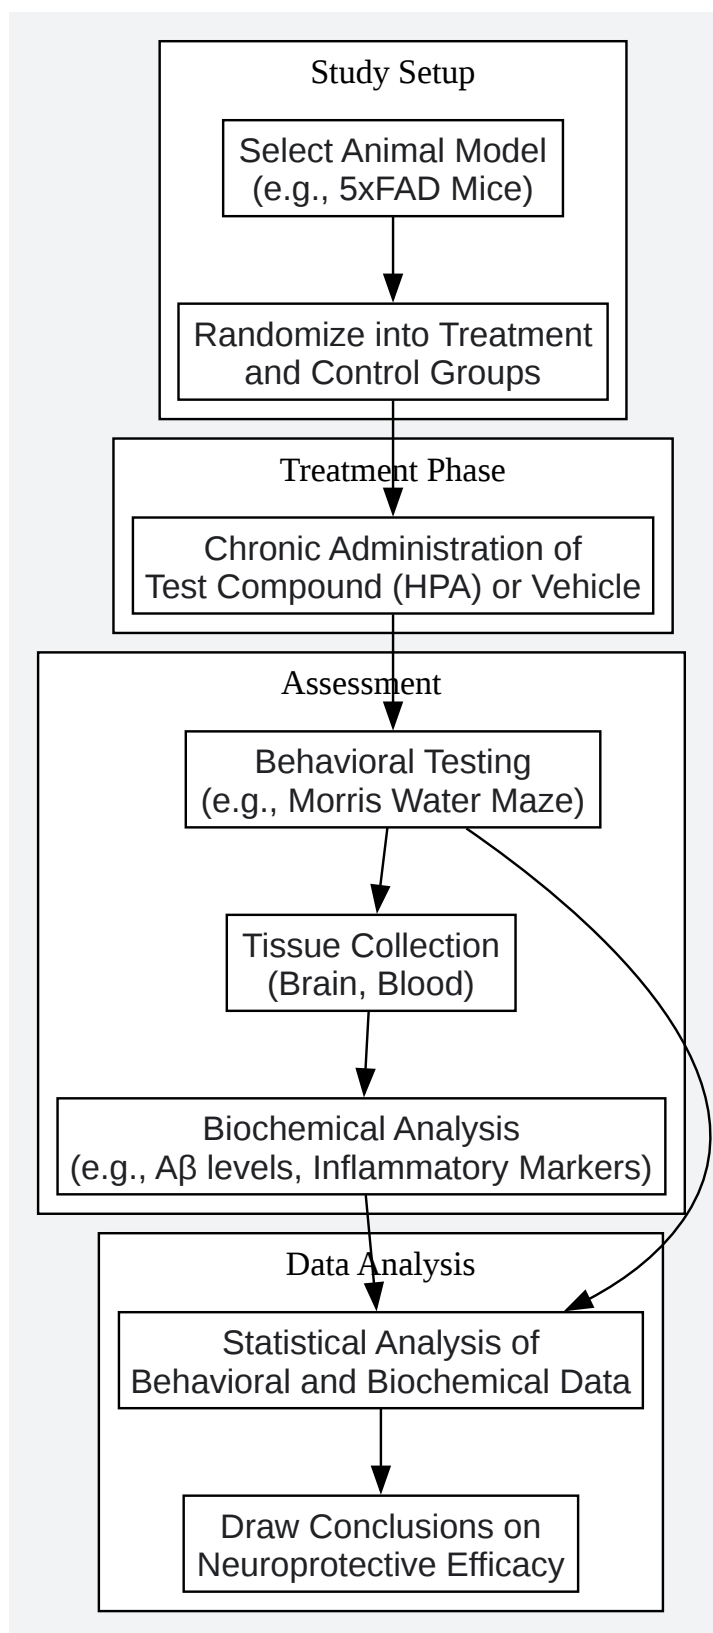 Study Setup
Select Animal Model
(e.g., 5xFAD Mice)
Randomize into Treatment
and Control Groups
Treatment Phase
Chronic Administration of
Test Compound (HPA) or Vehicle
Assessment
Behavioral Testing
(e.g., Morris Water Maze)
Tissue Collection
(Brain, Blood)
Biochemical Analysis
(e.g., Aβ levels, Inflammatory Markers)
Data Analysis
Statistical Analysis of
Behavioral and Biochemical Data
Draw Conclusions on
Neuroprotective Efficacy